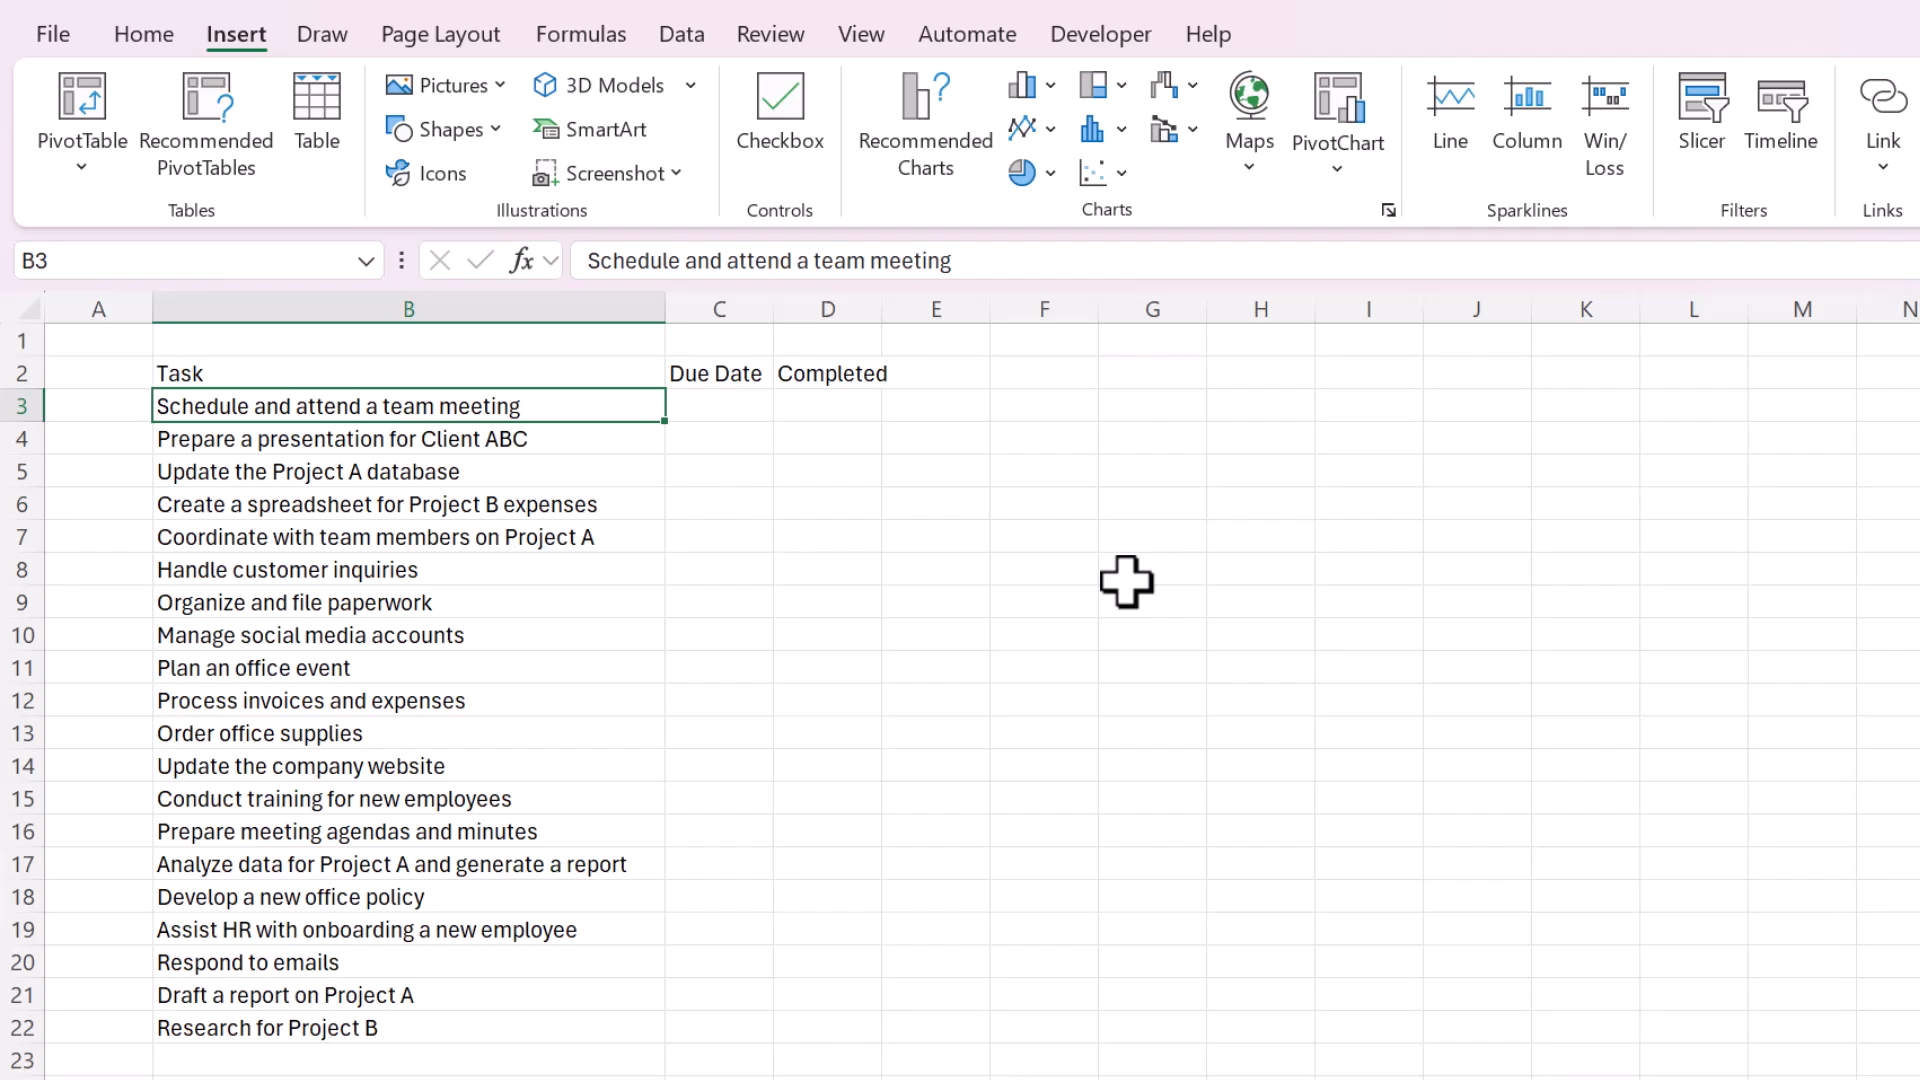 File Home Insert Draw Page Layout Formulas Data Review View Automate Developer Help
PivotTable
Recommended
PivotTables
Table
Tables
Pictures
Shapes
Icons
3D Models
SmartArt
Screenshot
Illustrations
Checkbox
Controls
Recommended
Charts
Maps
PivotChart
Charts
Line
Column
Win/
Loss
Sparklines
Slicer
Timeline
Filters
Link
Links
B3 fx Schedule and attend a team meeting
A B C D E F G H I J K L M N
1
2 Task Due Date Completed
3 Schedule and attend a team meeting
4 Prepare a presentation for Client ABC
5 Update the Project A database
6 Create a spreadsheet for Project B expenses
7 Coordinate with team members on Project A
8 Handle customer inquiries
9 Organize and file paperwork
10 Manage social media accounts
11 Plan an office event
12 Process invoices and expenses
13 Order office supplies
14 Update the company website
15 Conduct training for new employees
16 Prepare meeting agendas and minutes
17 Analyze data for Project A and generate a report
18 Develop a new office policy
19 Assist HR with onboarding a new employee
20 Respond to emails
21 Draft a report on Project A
22 Research for Project B
23